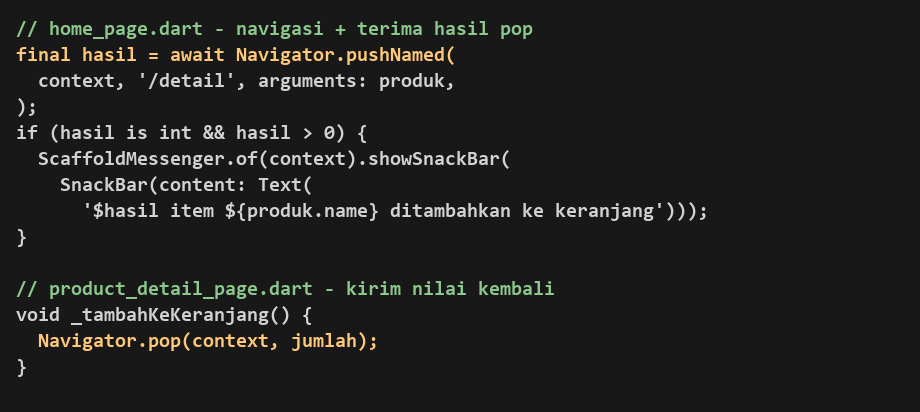 // home_page.dart - navigasi + terima hasil pop
final hasil = await Navigator.pushNamed(
  context, '/detail', arguments: produk,
);
if (hasil is int && hasil > 0) {
  ScaffoldMessenger.of(context).showSnackBar(
    SnackBar(content: Text(
      '$hasil item ${produk.name} ditambahkan ke keranjang')));
}

// product_detail_page.dart - kirim nilai kembali
void _tambahKeKeranjang() {
  Navigator.pop(context, jumlah);
}